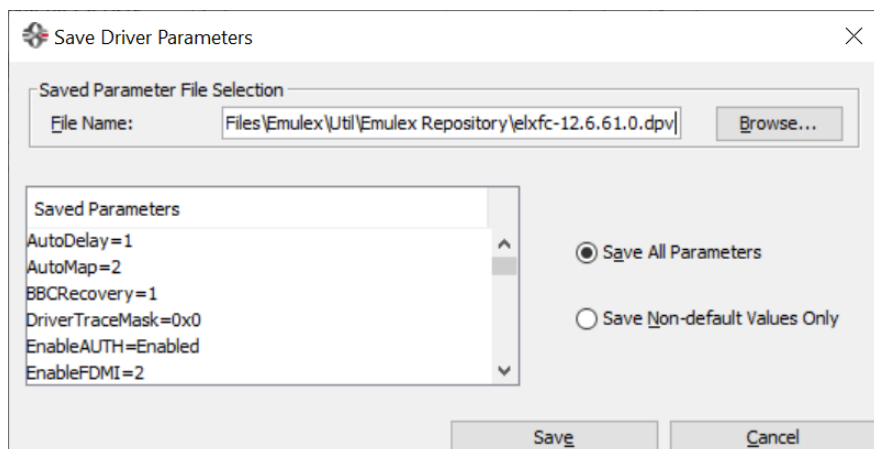 Save Driver Parameters
Saved Parameter File Selection
File Name:
Files\Emulex\Util\Emulex Repository\elxfc-12.6.61.0.dpv
Browse...
Saved Parameters
AutoDelay=1
AutoMap=2
BBCRecovery=1
DriverTraceMask=0x0
EnableAUTH=Enabled
EnableFDMI=2
Save All Parameters
Save Non-default Values Only
Save
Cancel